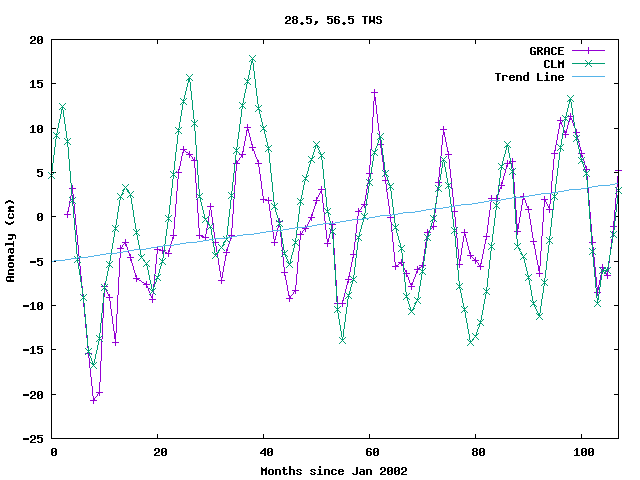 28.5, 56.5 TWS
GRACE
CLM
Trend Line
20
15
10
5
0
-5
-10
-15
-20
-25
Anomaly (cm)
0 20 40 60 80 100
Months since Jan 2002